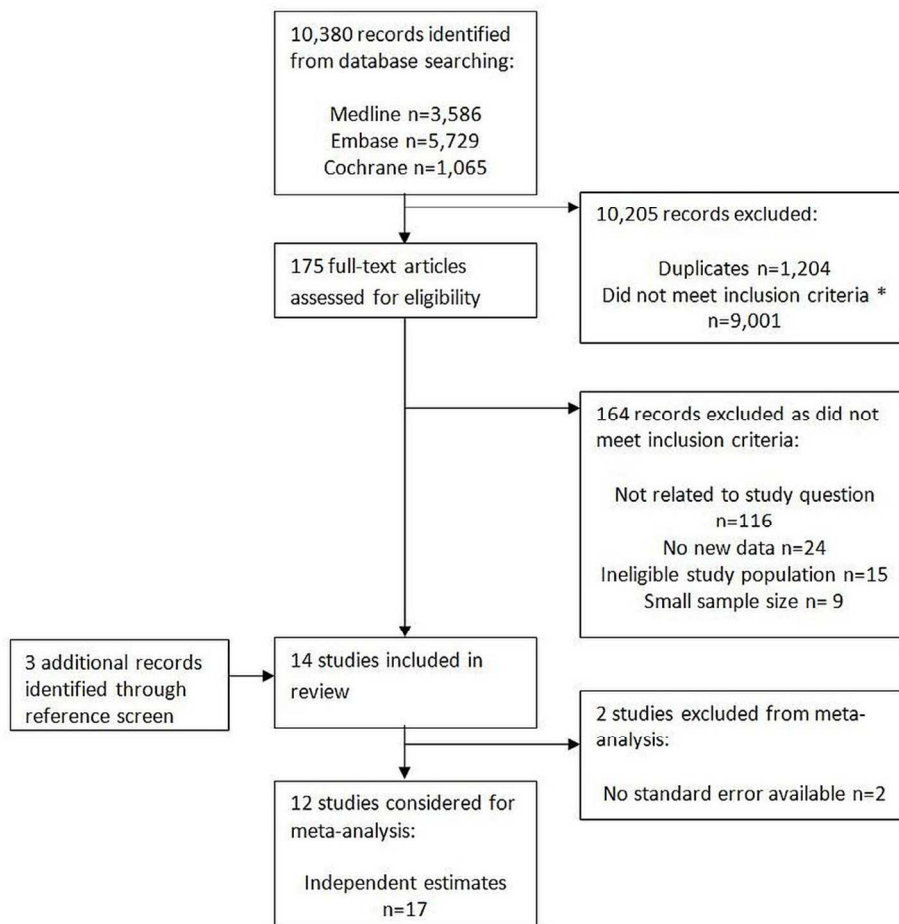 10,380 records identified
from database searching:
Medline n=3,586
Embase n=5,729
Cochrane n=1,065
10,205 records excluded:
Duplicates n=1,204
Did not meet inclusion criteria *
n=9,001
175 full-text articles
assessed for eligibility
164 records excluded as did not
meet inclusion criteria:
Not related to study question
n=116
No new data n=24
Ineligible study population n=15
Small sample size n= 9
3 additional records
identified through
reference screen
14 studies included in
review
2 studies excluded from meta-
analysis:
No standard error available n=2
12 studies considered for
meta-analysis:
Independent estimates
n=17